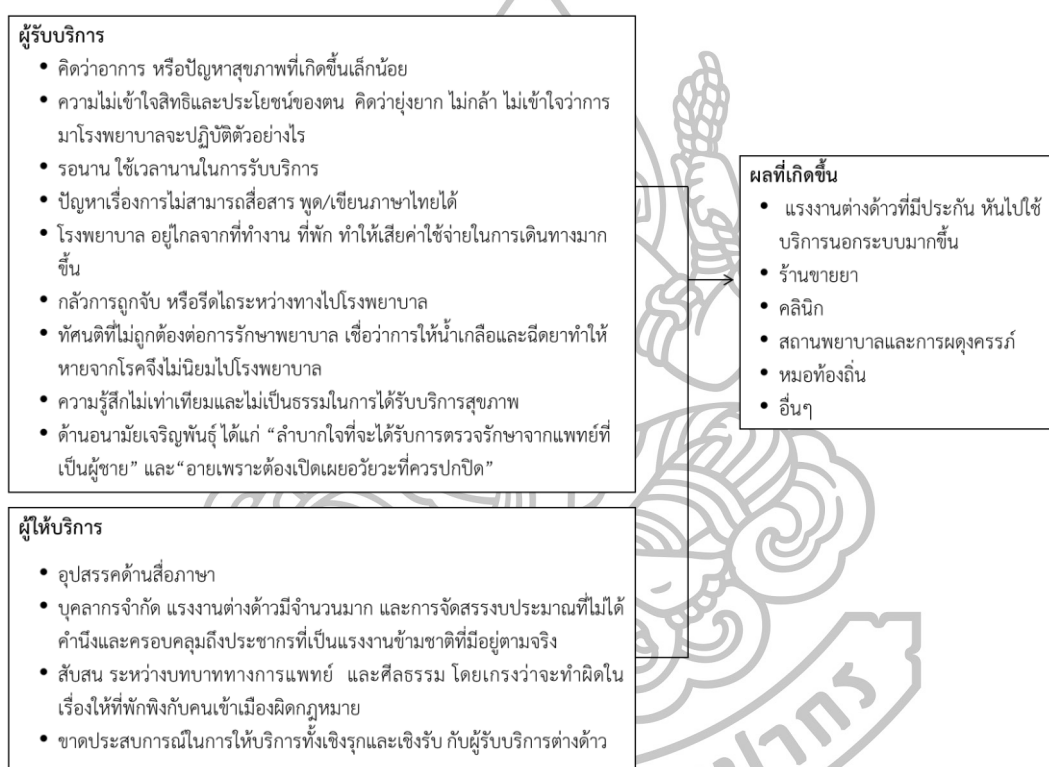 ผู้รับบริการ
• คิดว่าอาการ หรือปัญหาสุขภาพที่เกิดขึ้นเล็กน้อย
• ความไม่เข้าใจสิทธิและประโยชน์ของตน คิดว่ายุ่งยาก ไม่กล้า ไม่เข้าใจว่าการ
มาโรงพยาบาลจะปฏิบัติตัวอย่างไร
• รอนาน ใช้เวลานานในการรับบริการ
• ปัญหาเรื่องการไม่สามารถสื่อสาร พูด/เขียนภาษาไทยได้
• โรงพยาบาล อยู่ไกลจากที่ทำงาน ที่พัก ทำให้เสียค่าใช้จ่ายในการเดินทางมาก
ขึ้น
• กลัวการถูกจับ หรือรีดไถระหว่างทางไปโรงพยาบาล
• ทัศนติที่ไม่ถูกต้องต่อการรักษาพยาบาล เชื่อว่าการให้น้ำเกลือและฉีดยาทำให้
หายจากโรคจึงไม่นิยมไปโรงพยาบาล
• ความรู้สึกไม่เท่าเทียมและไม่เป็นธรรมในการได้รับบริการสุขภาพ
• ด้านอนามัยเจริญพันธุ์ ได้แก่ “ลำบากใจที่จะได้รับการตรวจรักษาจากแพทย์ที่
เป็นผู้ชาย” และ“อายเพราะต้องเปิดเผยอวัยวะที่ควรปกปิด”
ผู้ให้บริการ
• อุปสรรคด้านสื่อภาษา
• บุคลากรจำกัด แรงงานต่างด้าวมีจำนวนมาก และการจัดสรรงบประมาณที่ไม่ได้
คำนึงและครอบคลุมถึงประชากรที่เป็นแรงงานข้ามชาติที่มีอยู่ตามจริง
• สับสน ระหว่างบทบาททางการแพทย์ และศีลธรรม โดยเกรงว่าจะทำผิดใน
เรื่องให้ที่พักพิงกับคนเข้าเมืองผิดกฎหมาย
• ขาดประสบการณ์ในการให้บริการทั้งเชิงรุกและเชิงรับ กับผู้รับบริการต่างด้าว
ผลที่เกิดขึ้น
• แรงงานต่างด้าวที่มีประกัน หันไปใช้
บริการนอกระบบมากขึ้น
• ร้านขายยา
• คลินิก
• สถานพยาบาลและการผดุงครรภ์
• หมอท้องถิ่น
• อื่นๆ